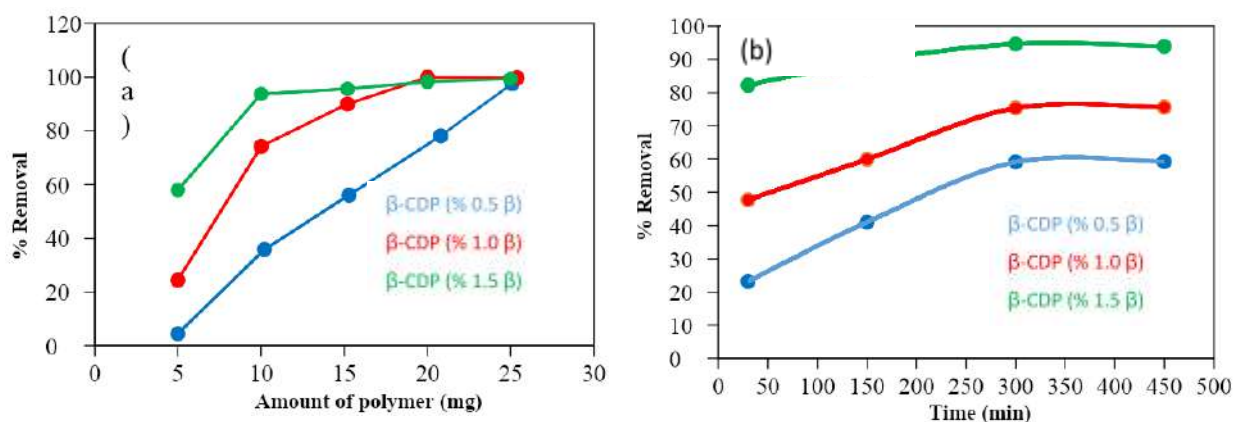 120
100
80
60
40
20
0
% Removal
(
a
)
β-CDP (% 0.5 β)
β-CDP (% 1.0 β)
β-CDP (% 1.5 β)
0 5 10 15 20 25 30
Amount of polymer (mg)
100
90
80
70
60
50
40
30
20
10
0
% Removal
(b)
β-CDP (% 0.5 β)
β-CDP (% 1.0 β)
β-CDP (% 1.5 β)
0 50 100 150 200 250 300 350 400 450 500
Time (min)